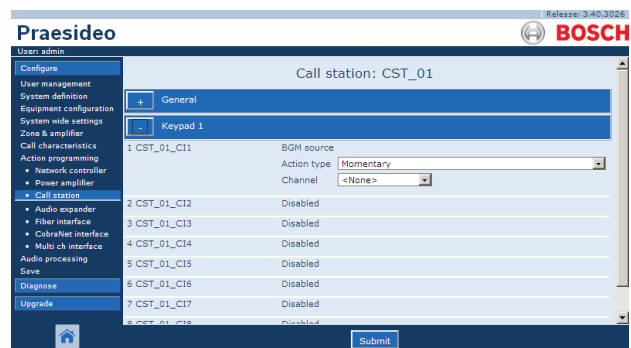 Release: 3.40.3026
Praesideo
BOSCH
User: admin
Configure
User management
System definition
Equipment configuration
System wide settings
Zone & amplifier
Call characteristics
Action programming
• Network controller
• Power amplifier
• Call station
• Audio expander
• Fiber interface
• CobraNet interface
• Multi ch interface
Audio processing
Save
Diagnose
Upgrade
Call station: CST_01
+ General
- Keypad 1
1 CST_01_CI1 BGM source
Action type Momentary
Channel <None>
2 CST_01_CI2 Disabled
3 CST_01_CI3 Disabled
4 CST_01_CI4 Disabled
5 CST_01_CI5 Disabled
6 CST_01_CI6 Disabled
7 CST_01_CI7 Disabled
8 CST_01_CI8 Disabled
Submit